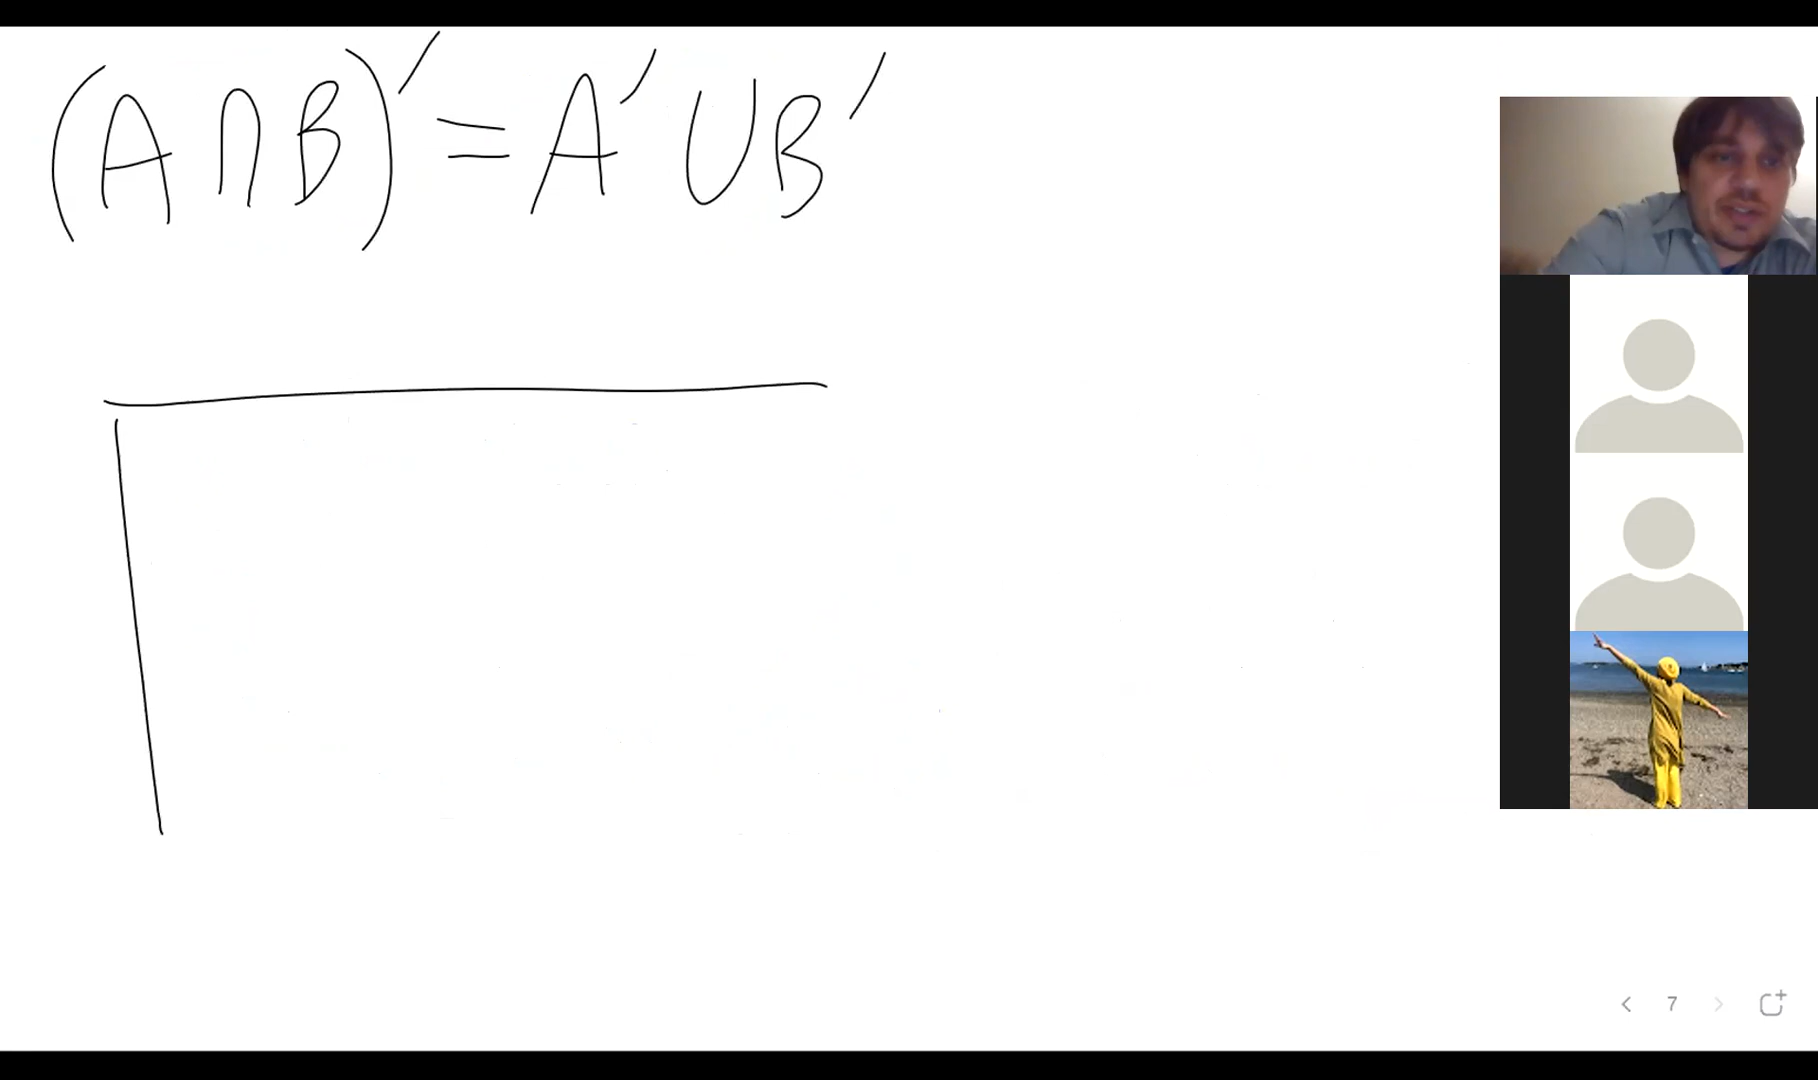 (A ∩ B)′ = A′ ∪ B′
7